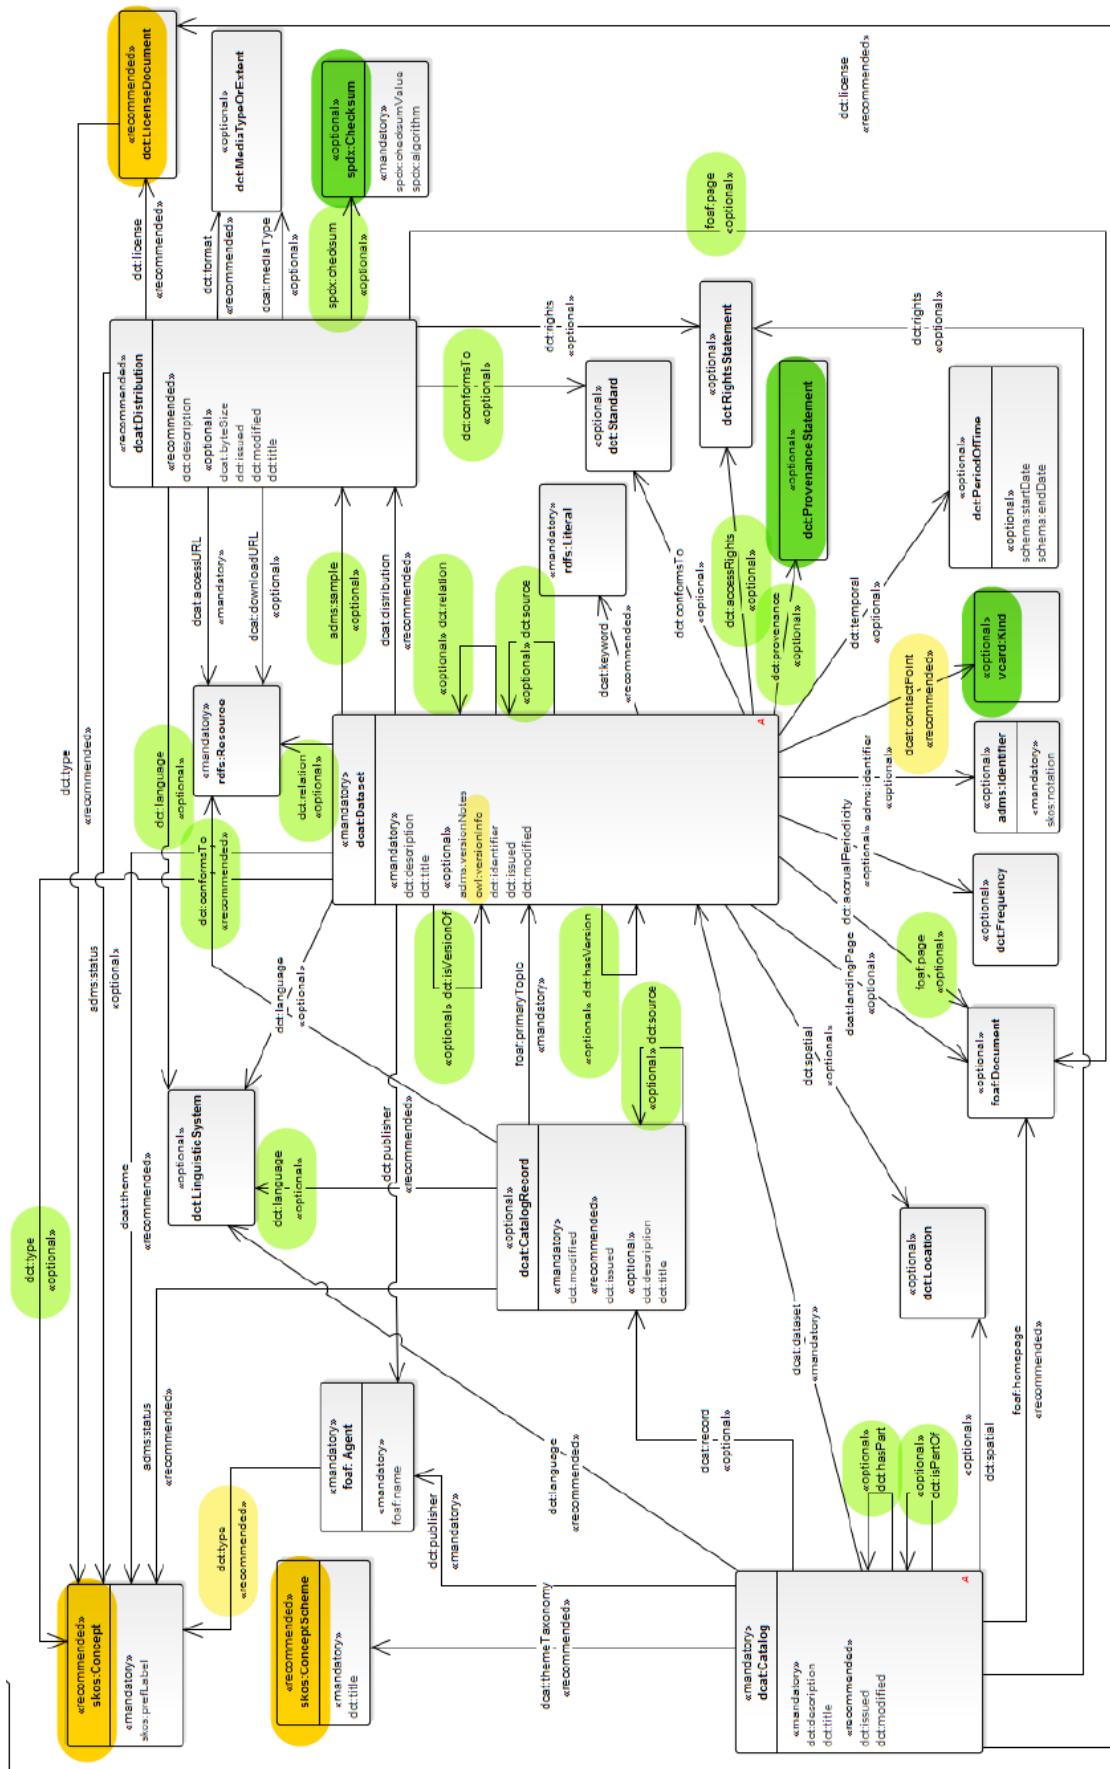 «recommended»
skos:Concept
«mandatory»
skos:prefLabel
dct:type
«optional»
dct:type
«recommended»
adms:status
«optional»
dcat:theme
«recommended»
adms:status
«recommended»
dct:type
«recommended»
«recommended»
skos:ConceptScheme
«mandatory»
dct:title
«mandatory»
foaf: Agent
«mandatory»
foaf:name
«optional»
dct:LinguisticSystem
dct:language
«optional»
dct:conformsTo
«recommended»
«mandatory»
rdfs:Resource
dct:language
«optional»
dcat:accessURL
«mandatory»
dcat:downloadURL
«optional»
«recommended»
dcat:Distribution
«recommended»
dct:description
«optional»
dcat:byteSize
dct:issued
dct:modified
dct:title
«recommended»
dct:LicenseDocument
dct:license
«recommended»
«optional»
dct:MediaTypeOrExtent
dct:format
«recommended»
dcat:mediaType
«optional»
«optional»
spdx:Checksum
«mandatory»
spdx:checksumValue
spdx:algorithm
spdx:checksum
«optional»
dct:language
«optional»
dct:relation
«optional»
adms:sample
«optional»
dcat:distribution
«recommended»
dct:publisher
«recommended»
«mandatory»
dcat:Dataset
«mandatory»
dct:description
dct:title
«optional»
adms:versionNotes
owl:versionInfo
dct:identifier
dct:issued
dct:modified
A
«optional» dct:isVersionOf
«optional» dct:hasVersion
«optional» dct:relation
«optional» dct:source
dct:conformsTo
«optional»
dct:rights
«optional»
«optional»
dct:Standard
«mandatory»
rdfs:Literal
dcat:keyword
«recommended»
dct:conformsTo
«optional»
dct:accessRights
«optional»
«optional»
dct:RightsStatement
foaf:page
«optional»
dct:provenance
«optional»
«optional»
dct:ProvenanceStatement
dct:temporal
«optional»
«optional»
dct:PeriodOfTime
«optional»
schema:startDate
schema:endDate
dct:rights
«optional»
dct:license
«recommended»
dcat:contactPoint
«recommended»
«optional»
vcard:Kind
«optional» adms:identifier
«optional»
«optional»
adms:Identifier
«mandatory»
skos:notation
dct:accrualPeriodicity
«optional»
dct:Frequency
foaf:page
«optional»
dcat:landingPage
«optional»
«optional»
foaf:Document
dct:spatial
«optional»
«optional»
dct:Location
foaf:primaryTopic
«mandatory»
«optional» dct:source
«optional»
dcat:CatalogRecord
«mandatory»
dct:modified
«recommended»
dct:issued
«optional»
dct:description
dct:title
dct:language
«optional»
dct:publisher
«mandatory»
dct:language
«recommended»
dcat:themeTaxonomy
«recommended»
dcat:record
«optional»
dcat:dataset
«mandatory»
«mandatory»
dcat:Catalog
«mandatory»
dct:description
dct:title
«recommended»
dct:issued
dct:modified
A
«optional»
dct:hasPart
«optional»
dct:isPartOf
«optional»
dct:spatial
foaf:homepage
«recommended»